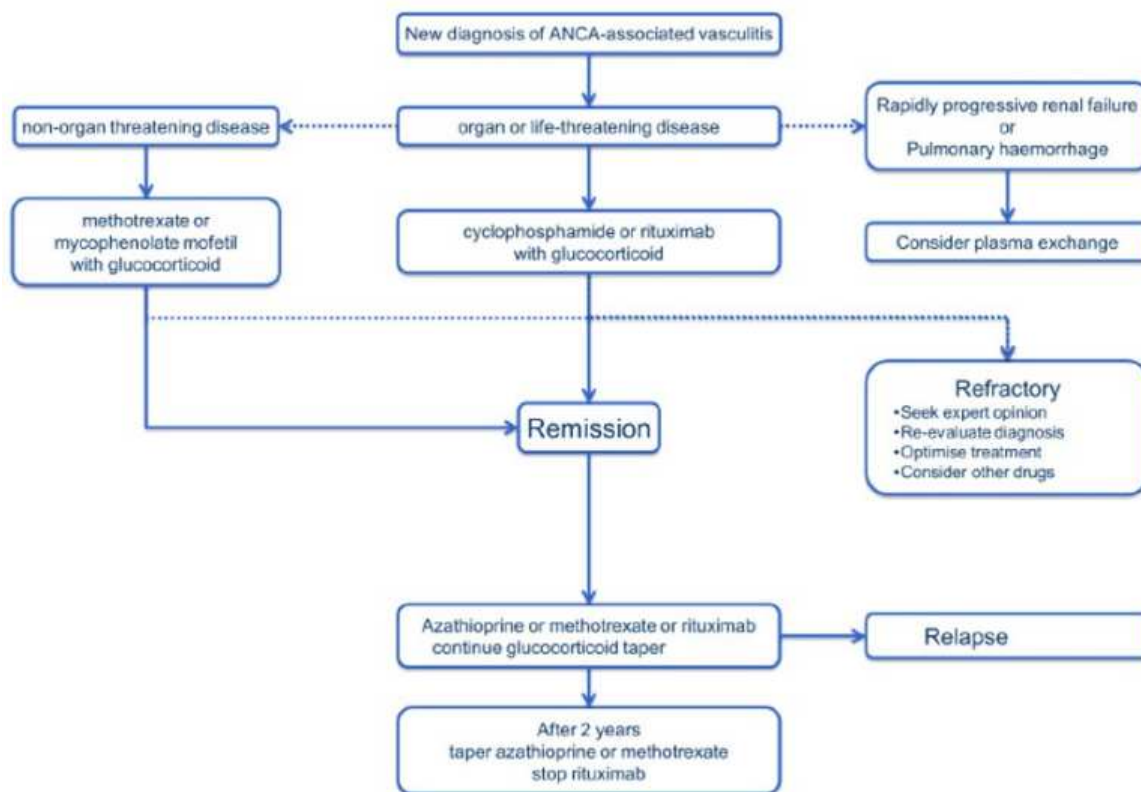 New diagnosis of ANCA-associated vasculitis
non-organ threatening disease
organ or life-threatening disease
Rapidly progressive renal failure
or
Pulmonary haemorrhage
methotrexate or
mycophenolate mofetil
with glucocorticoid
cyclophosphamide or rituximab
with glucocorticoid
Consider plasma exchange
Refractory
•Seek expert opinion
•Re-evaluate diagnosis
•Optimise treatment
•Consider other drugs
Remission
Azathioprine or methotrexate or rituximab
continue glucocorticoid taper
Relapse
After 2 years
taper azathioprine or methotrexate
stop rituximab